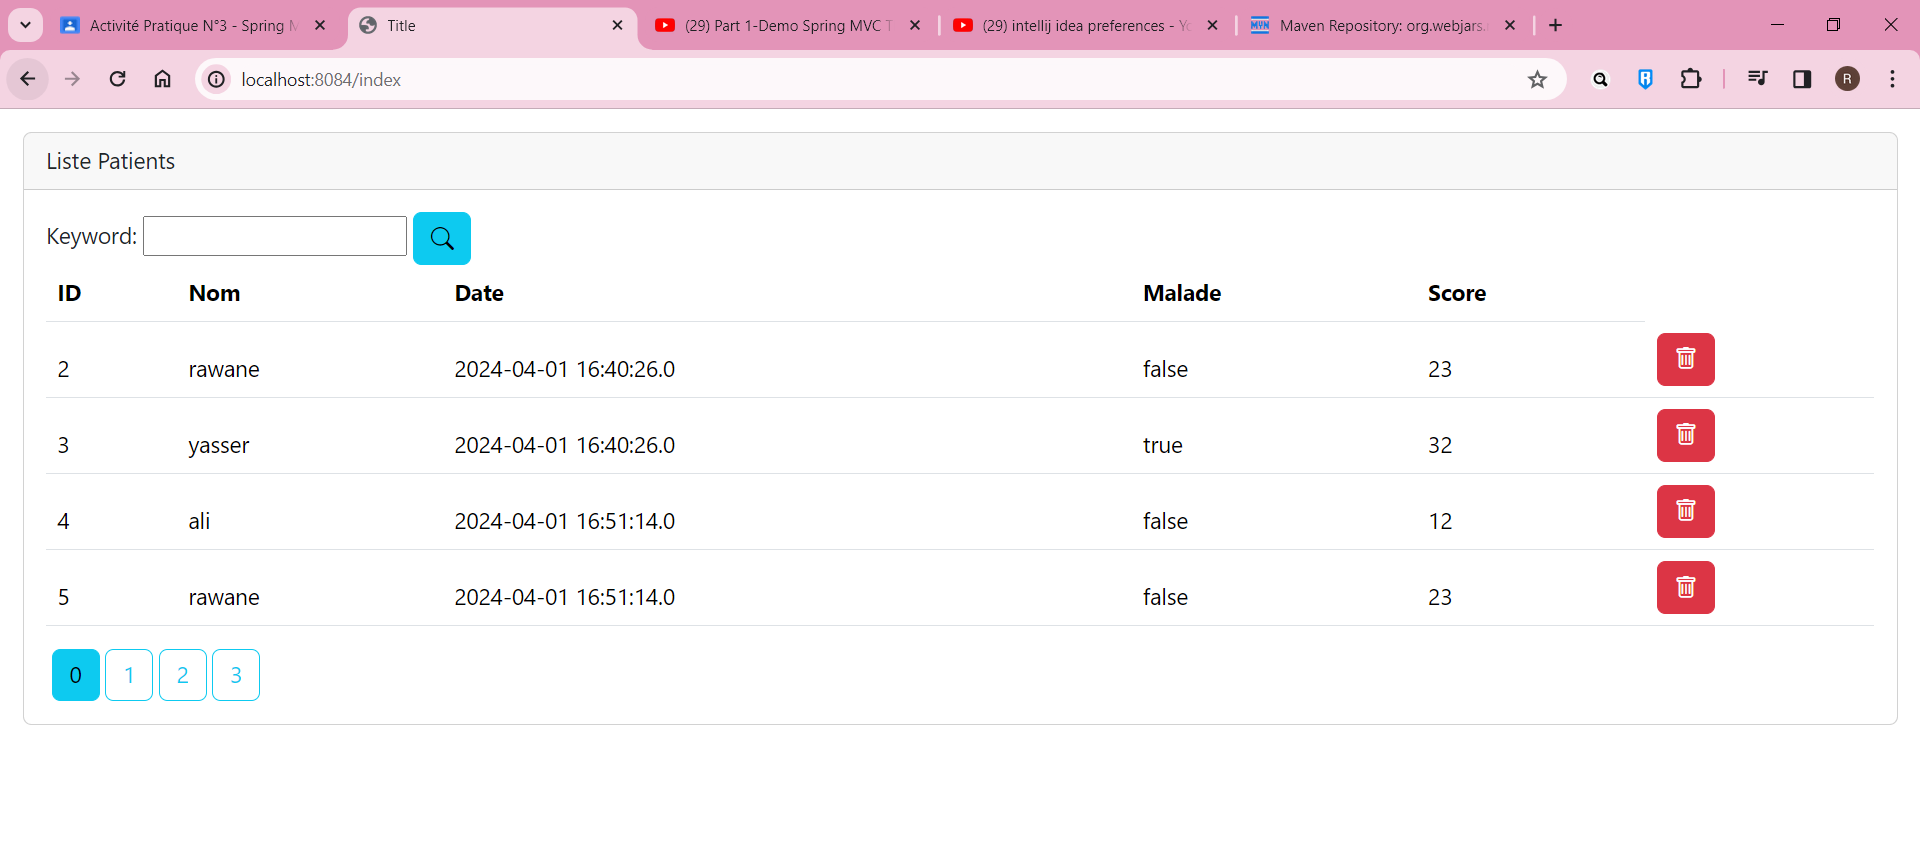 Activité Pratique N°3 - Spring M
Title
(29) Part 1-Demo Spring MVC T
(29) intellij idea preferences - Yo
Maven Repository: org.webjars.
localhost:8084/index
R
Liste Patients
Keyword:
ID Nom Date Malade Score
2 rawane 2024-04-01 16:40:26.0 false 23
3 yasser 2024-04-01 16:40:26.0 true 32
4 ali 2024-04-01 16:51:14.0 false 12
5 rawane 2024-04-01 16:51:14.0 false 23
0 1 2 3